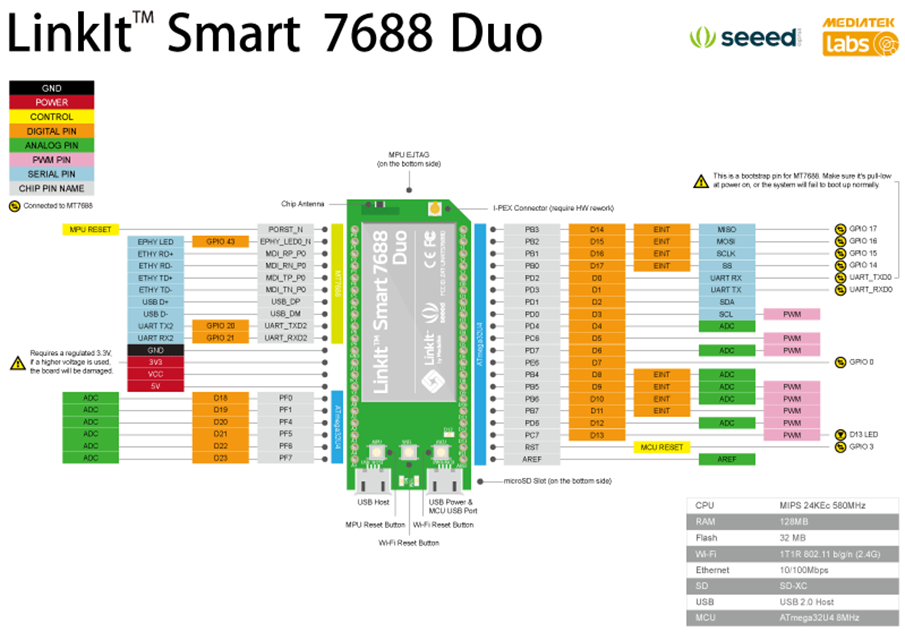 LinkIt™ Smart 7688 Duo
seeed
MEDIATEK
labs
GND
POWER
CONTROL
DIGITAL PIN
ANALOG PIN
PWM PIN
SERIAL PIN
CHIP PIN NAME
Connected to MT7688
MPU EJTAG
(on the bottom side)
Chip Antenna
I-PEX Connector (require HW rework)
This is a bootstrap pin for MT7688. Make sure it's pull-low
at power on, or the system will fail to boot up normally.
MPU RESET PORST_N
EPHY LED GPIO 43 EPHY_LED0_N
ETHY RD+ MDI_RP_P0
ETHY RD- MDI_RN_P0
ETHY TD+ MDI_TP_P0
ETHY TD- MDI_TN_P0
USB D+ USB_DP
USB D- USB_DM
UART TX2 GPIO 20 UART_TXD2
UART RX2 GPIO 21 UART_RXD2
GND
3V3
VCC
5V
Requires a regulated 3.3V,
if a higher voltage is used,
the board will be damaged.
ADC D18 PF0
ADC D19 PF1
ADC D20 PF4
ADC D21 PF5
ADC D22 PF6
ADC D23 PF7
MT7688
ATmega32U4
LinkIt™ Smart 7688
Duo
LinkIt
ATmega32U4
PB3 D14 EINT MISO GPIO 17
PB2 D15 EINT MOSI GPIO 16
PB1 D16 EINT SCLK GPIO 15
PB0 D17 EINT SS GPIO 14
PD2 D0 UART RX UART_TXD0
PD3 D1 UART TX UART_RXD0
PD1 D2 SDA
PD0 D3 SCL PWM
PD4 D4 ADC
PC6 D5 PWM
PD7 D6 ADC PWM
PE6 D7 GPIO 0
PB4 D8 EINT ADC
PB5 D9 EINT ADC PWM
PB6 D10 EINT ADC PWM
PB7 D11 EINT PWM
PD6 D12 ADC
PC7 D13 PWM D13 LED
RST MCU RESET GPIO 3
AREF AREF
microSD Slot (on the bottom side)
USB Host
USB Power &
MCU USB Port
MPU Reset Button
Wi-Fi Reset Button
Wi-Fi Reset Button
CPU MIPS 24KEc 580MHz
RAM 128MB
Flash 32 MB
Wi-Fi 1T1R 802.11 b/g/n (2.4G)
Ethernet 10/100Mbps
SD SD-XC
USB USB 2.0 Host
MCU ATmega32U4 8MHz